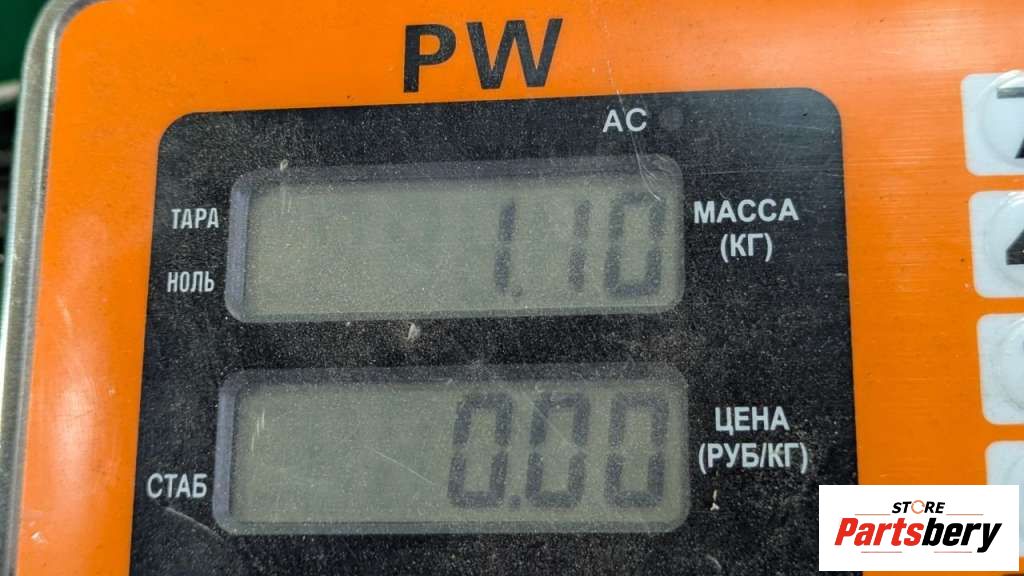 PW
AC
ТАРА
1.10
МАССА
(КГ)
НОЛЬ
0.00
ЦЕНА
(РУБ/КГ)
СТАБ
STORE
Partsbery